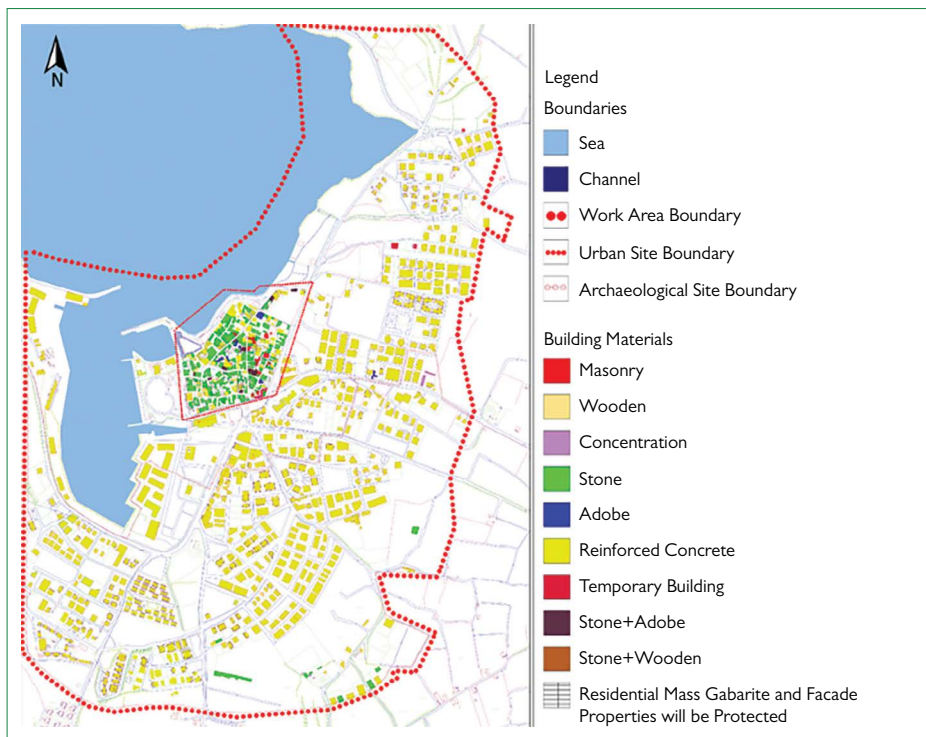 N
Legend
Boundaries
Sea
Channel
Work Area Boundary
Urban Site Boundary
Archaeological Site Boundary
Building Materials
Masonry
Wooden
Concentration
Stone
Adobe
Reinforced Concrete
Temporary Building
Stone+Adobe
Stone+Wooden
Residential Mass Gabarite and Facade
Properties will be Protected